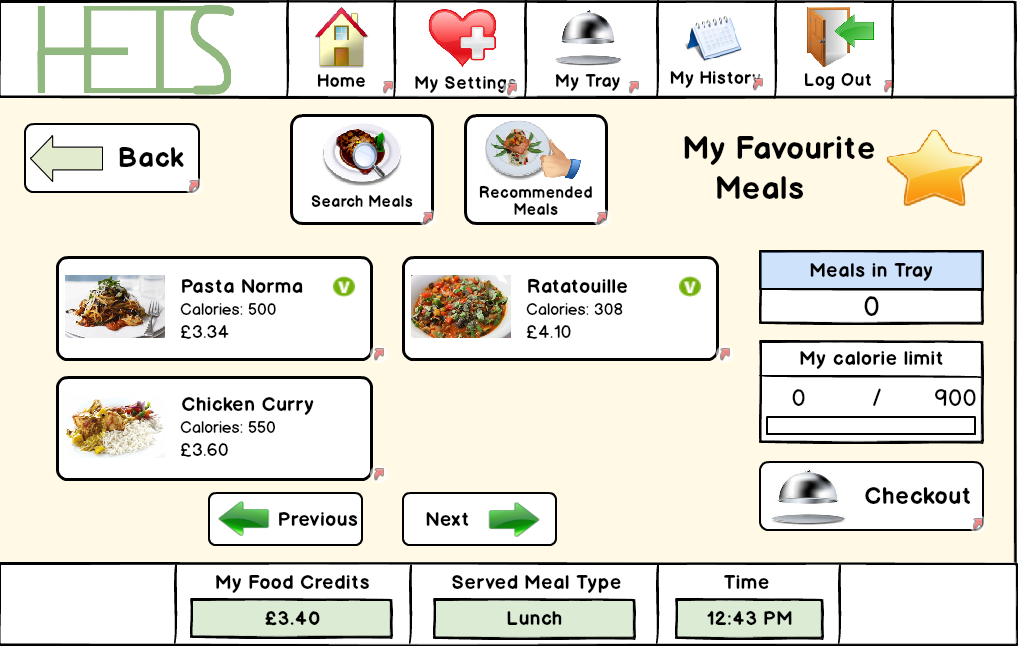 HEIS
Home
My Settings
My Tray
My History
Log Out
Back
Search Meals
Recommended
Meals
My Favourite
Meals
Pasta Norma
V
Calories: 500
£3.34
Ratatouille
V
Calories: 308
£4.10
Meals in Tray
0
My calorie limit
0 / 900
Chicken Curry
Calories: 550
£3.60
Checkout
Previous
Next
My Food Credits
£3.40
Served Meal Type
Lunch
Time
12:43 PM